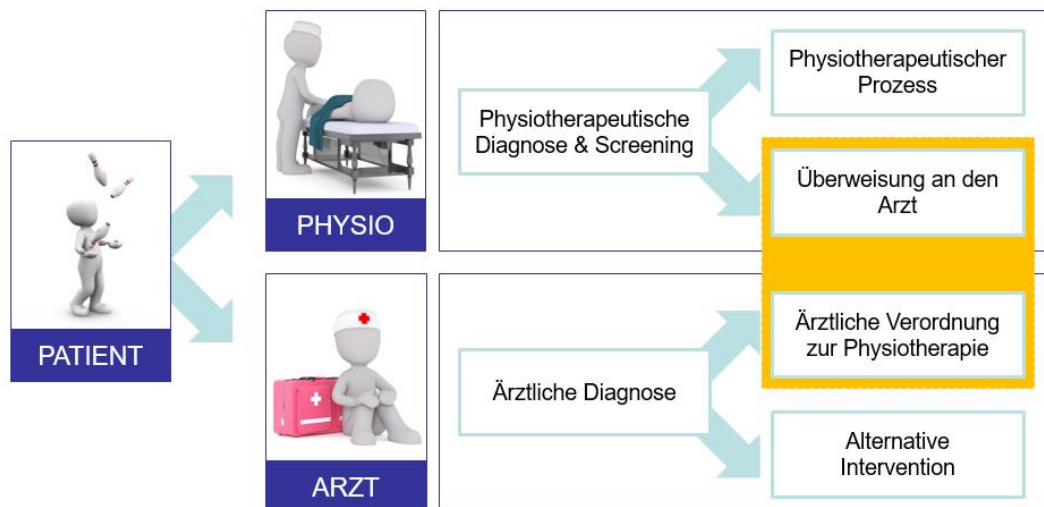 PATIENT
PHYSIO
Physiotherapeutische
Diagnose & Screening
Physiotherapeutischer
Prozess
Überweisung an den
Arzt
ARZT
Ärztliche Diagnose
Ärztliche Verordnung
zur Physiotherapie
Alternative
Intervention